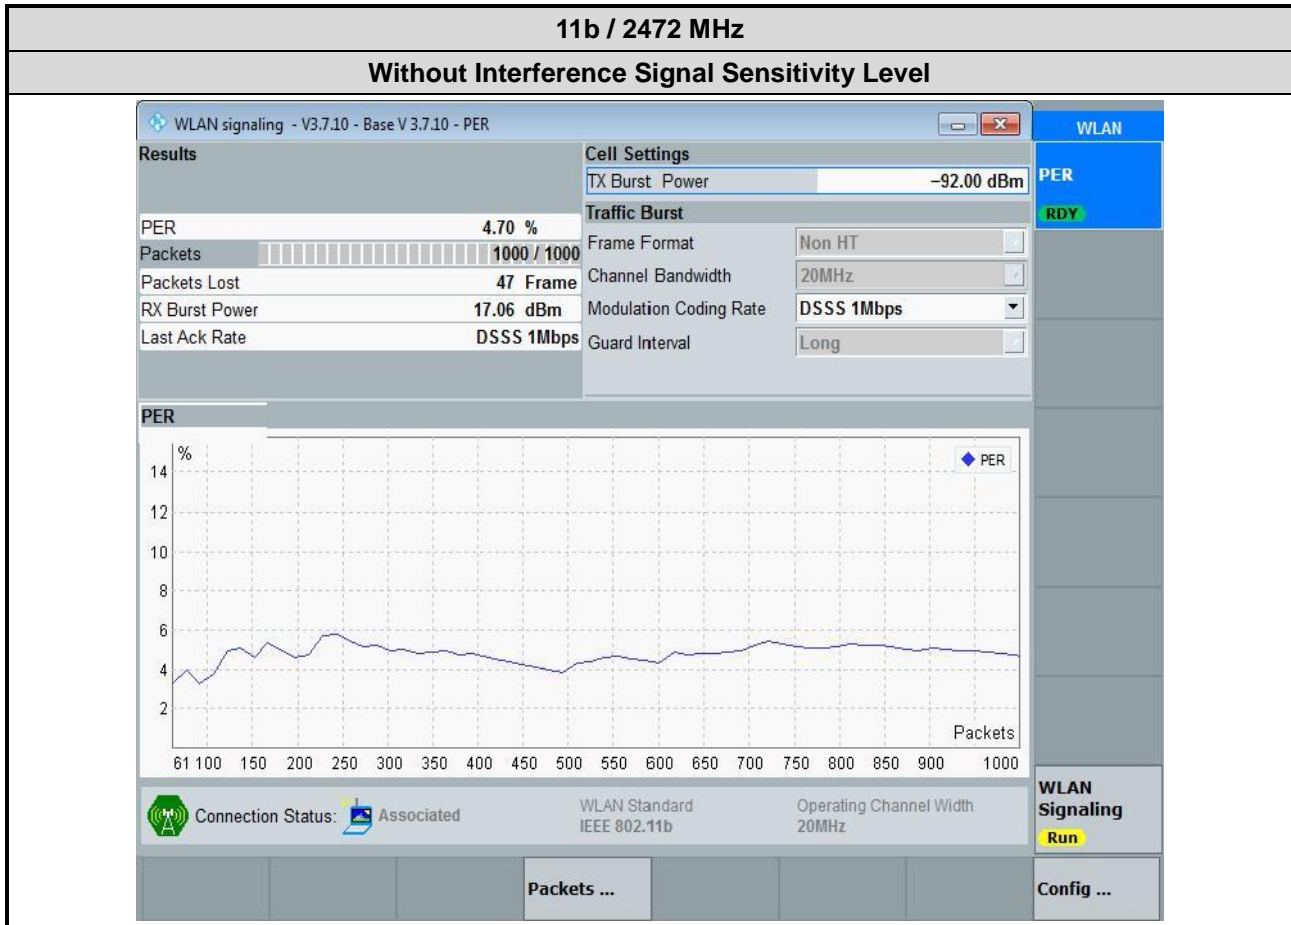 11b / 2472 MHz
Without Interference Signal Sensitivity Level
WLAN signaling - V3.7.10 - Base V 3.7.10 - PER
WLAN
Results
Cell Settings
TX Burst Power −92.00 dBm
PER
RDY
Traffic Burst
PER 4.70 %
Frame Format Non HT
Packets 1000 / 1000
Channel Bandwidth 20MHz
Packets Lost 47 Frame
RX Burst Power 17.06 dBm
Modulation Coding Rate DSSS 1Mbps
Last Ack Rate DSSS 1Mbps
Guard Interval Long
PER
%
PER
14
12
10
8
6
4
2
Packets
61 100 150 200 250 300 350 400 450 500 550 600 650 700 750 800 850 900 1000
Connection Status: Associated
WLAN Standard
IEEE 802.11b
Operating Channel Width
20MHz
WLAN
Signaling
Run
Packets ...
Config ...